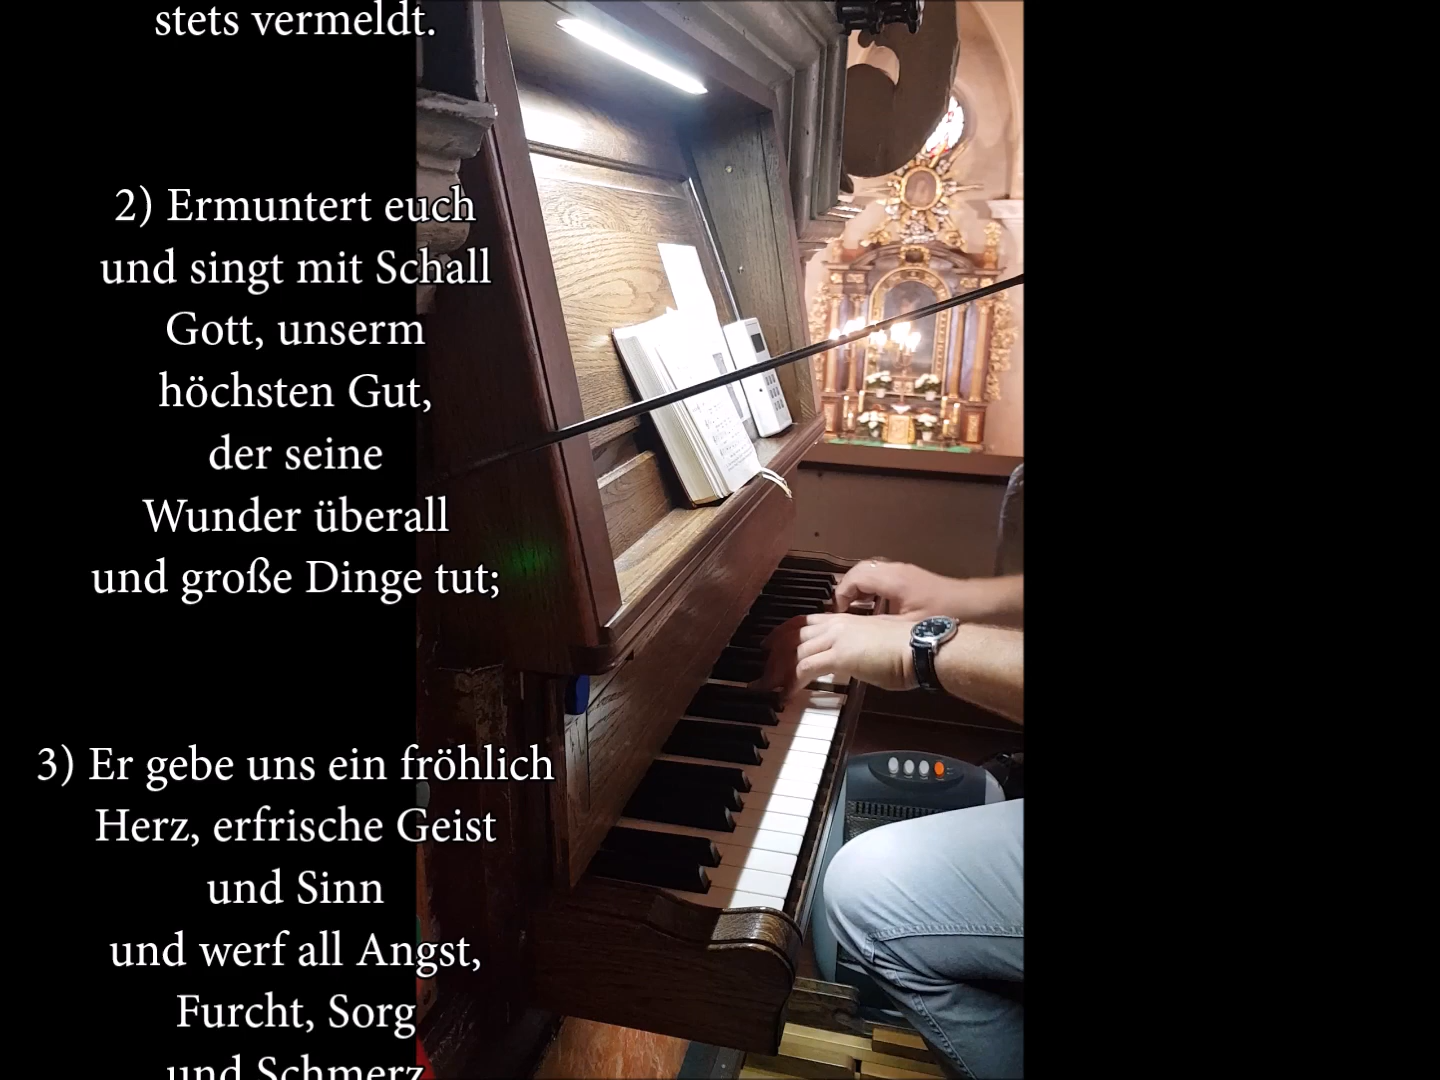 stets vermeldt.
2) Ermuntert euch
und singt mit Schall
Gott, unserm
höchsten Gut,
der seine
Wunder überall
und große Dinge tut;
3) Er gebe uns ein fröhlich
Herz, erfrische Geist
und Sinn
und werf all Angst,
Furcht, Sorg
und Schmerz